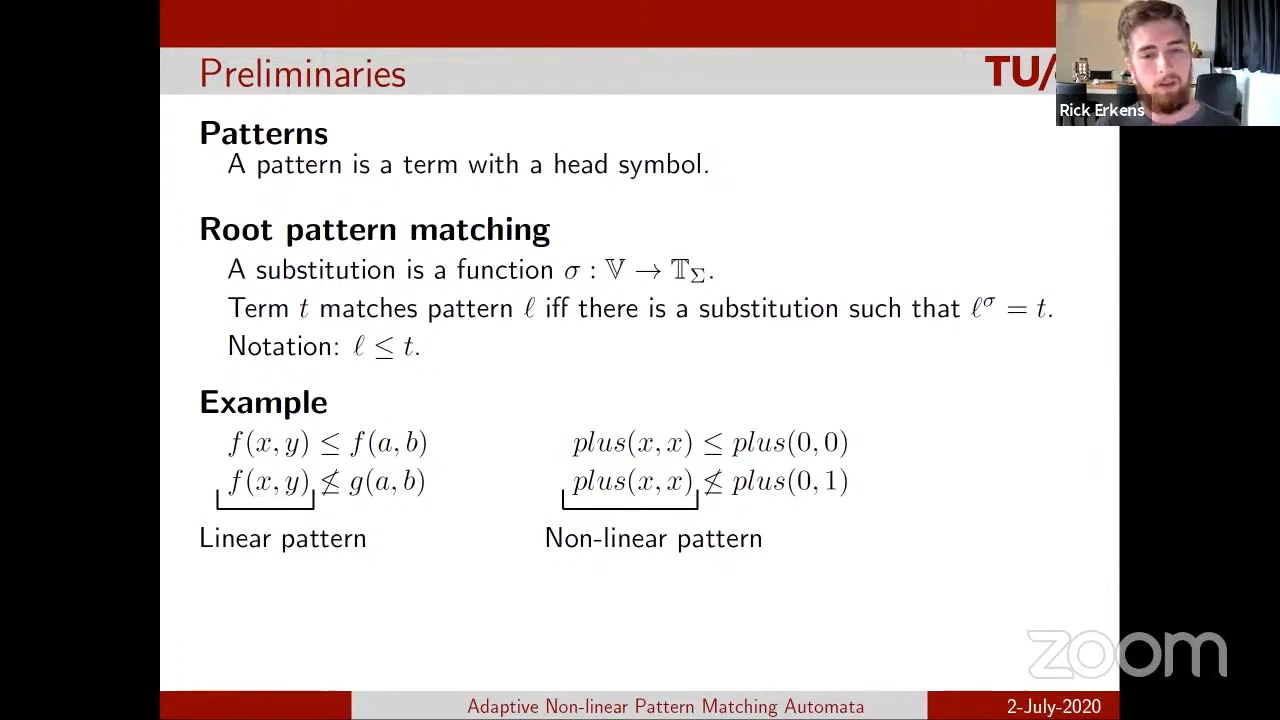 Preliminaries
TU/
Rick Erkens
Patterns
A pattern is a term with a head symbol.
Root pattern matching
A substitution is a function σ : 𝕍 → 𝕋_Σ.
Term t matches pattern ℓ iff there is a substitution such that ℓ^σ = t.
Notation: ℓ ≤ t.
Example
f(x, y) ≤ f(a, b) plus(x, x) ≤ plus(0, 0)
f(x, y) ≰ g(a, b) plus(x, x) ≰ plus(0, 1)
Linear pattern Non-linear pattern
zoom
Adaptive Non-linear Pattern Matching Automata 2-July-2020